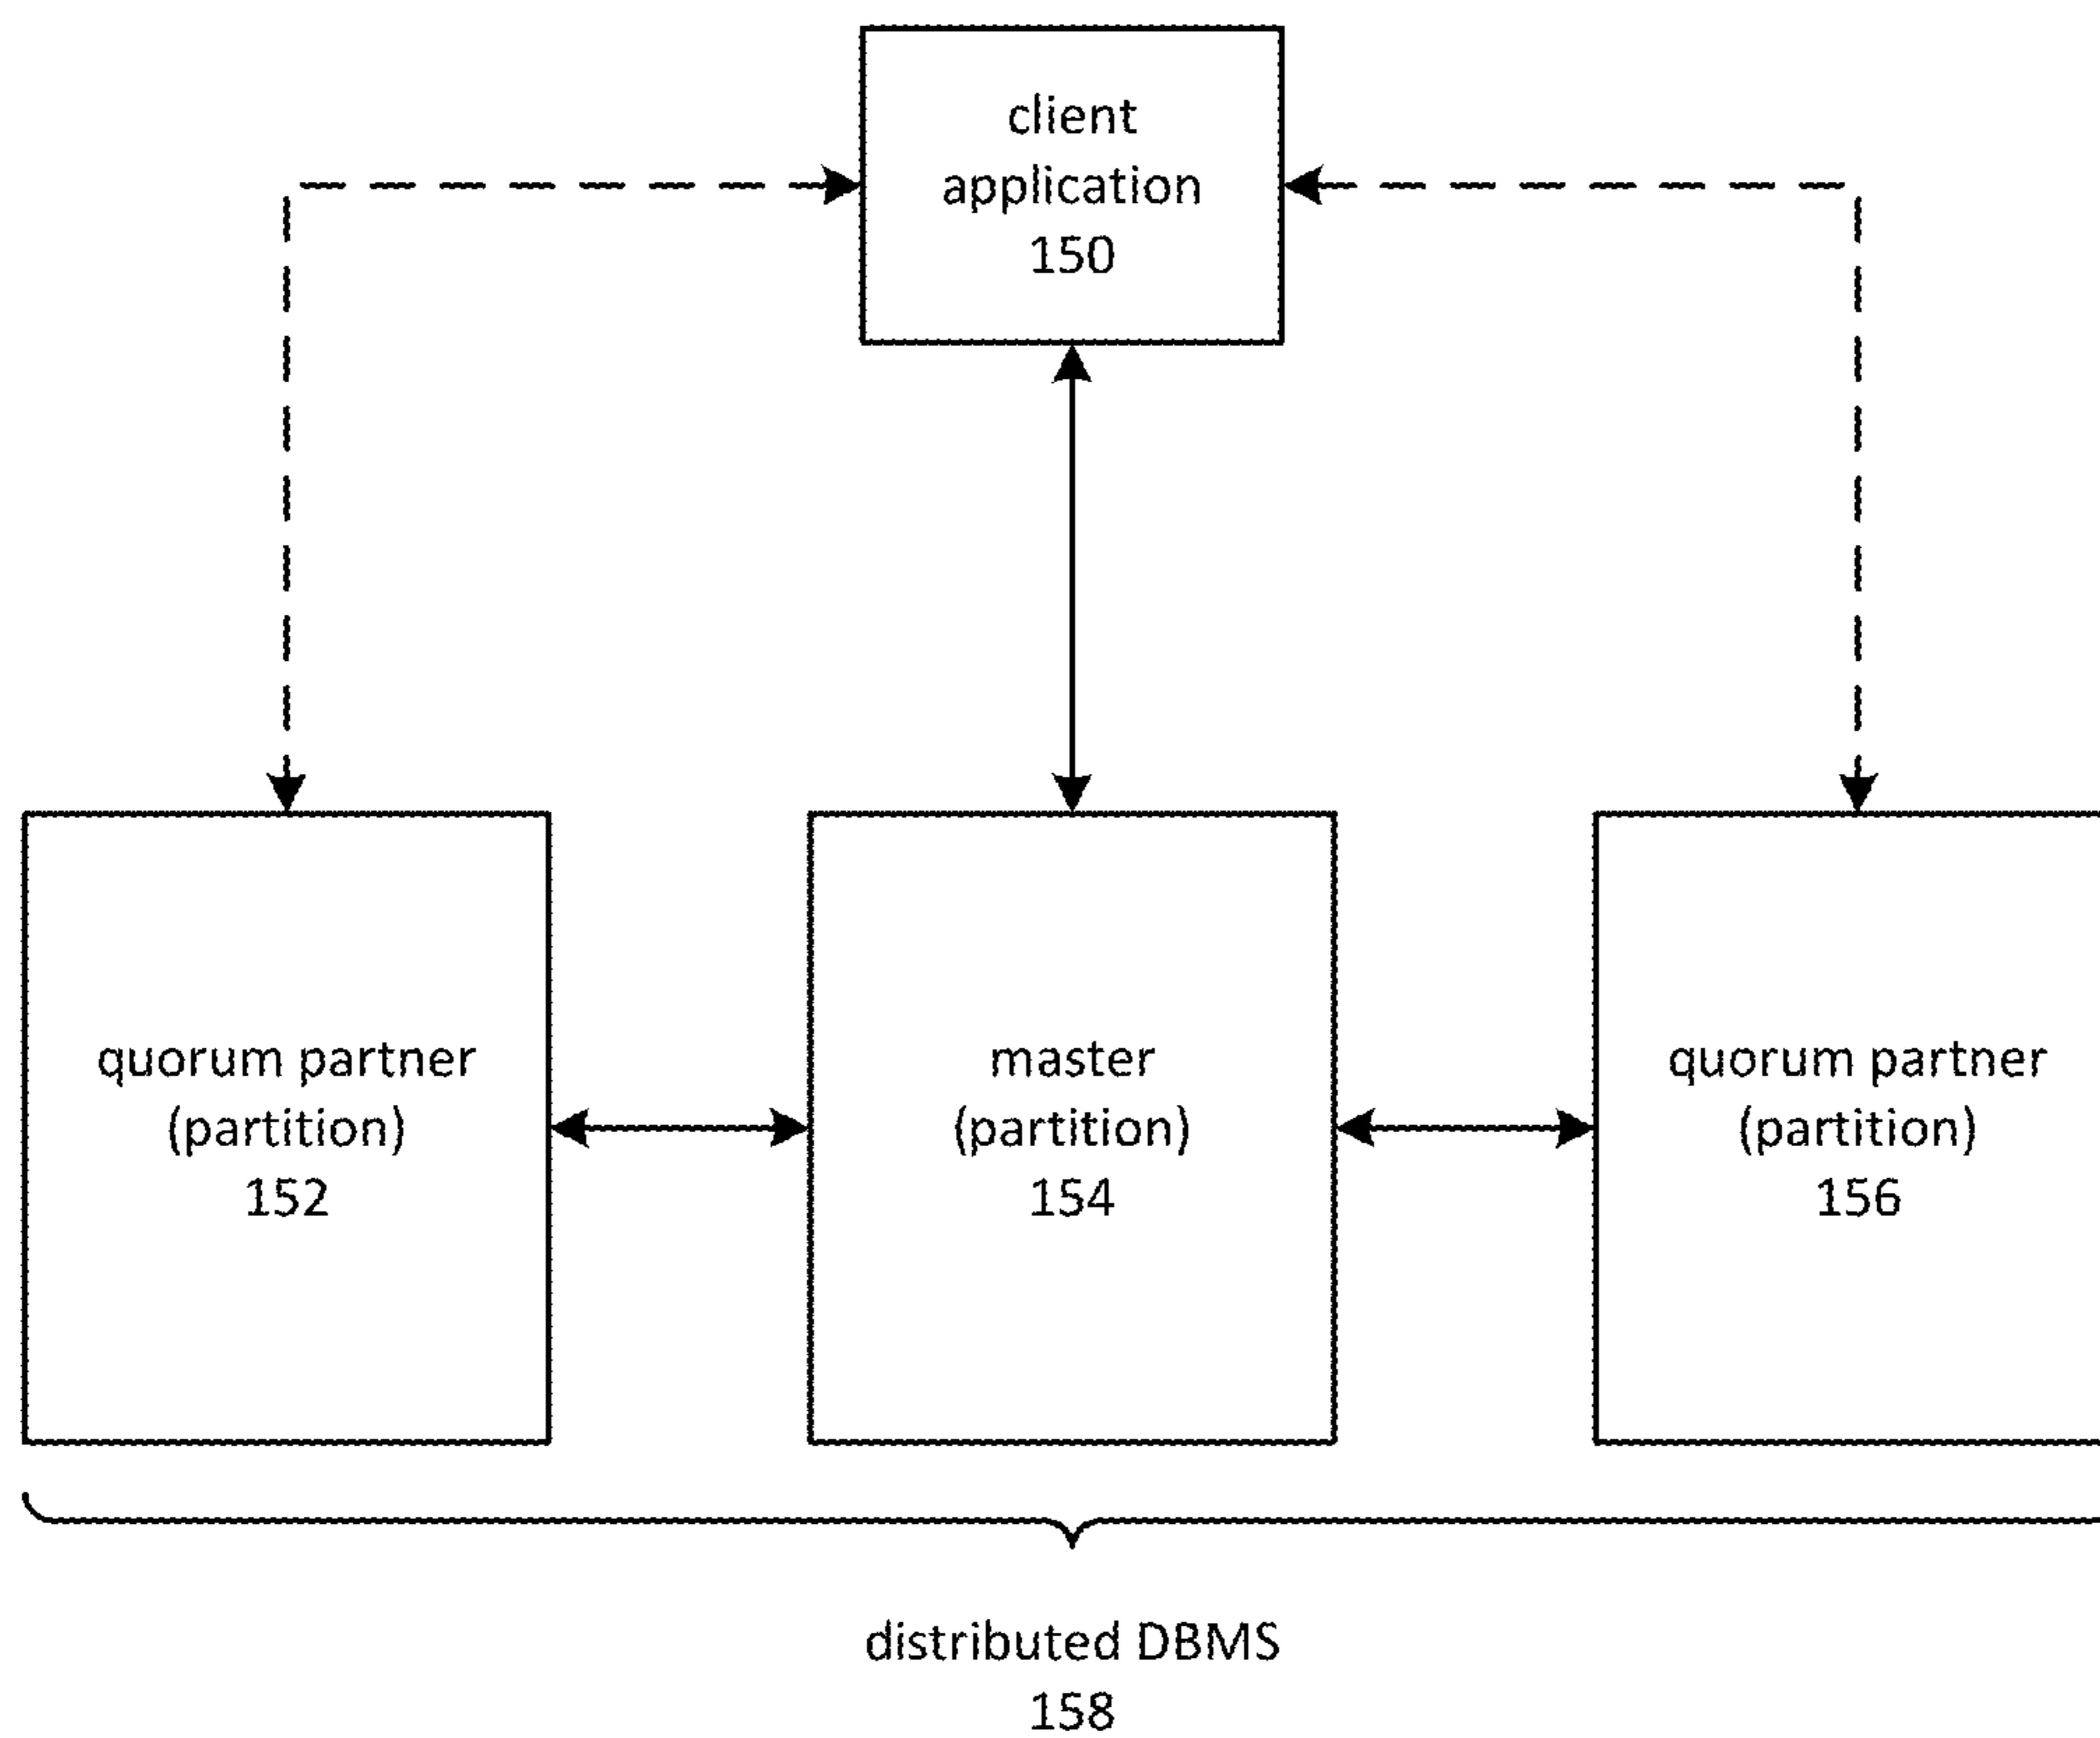 client
application
150
quorum partner
(partition)
152
master
(partition)
154
quorum partner
(partition)
156
distributed DBMS
158